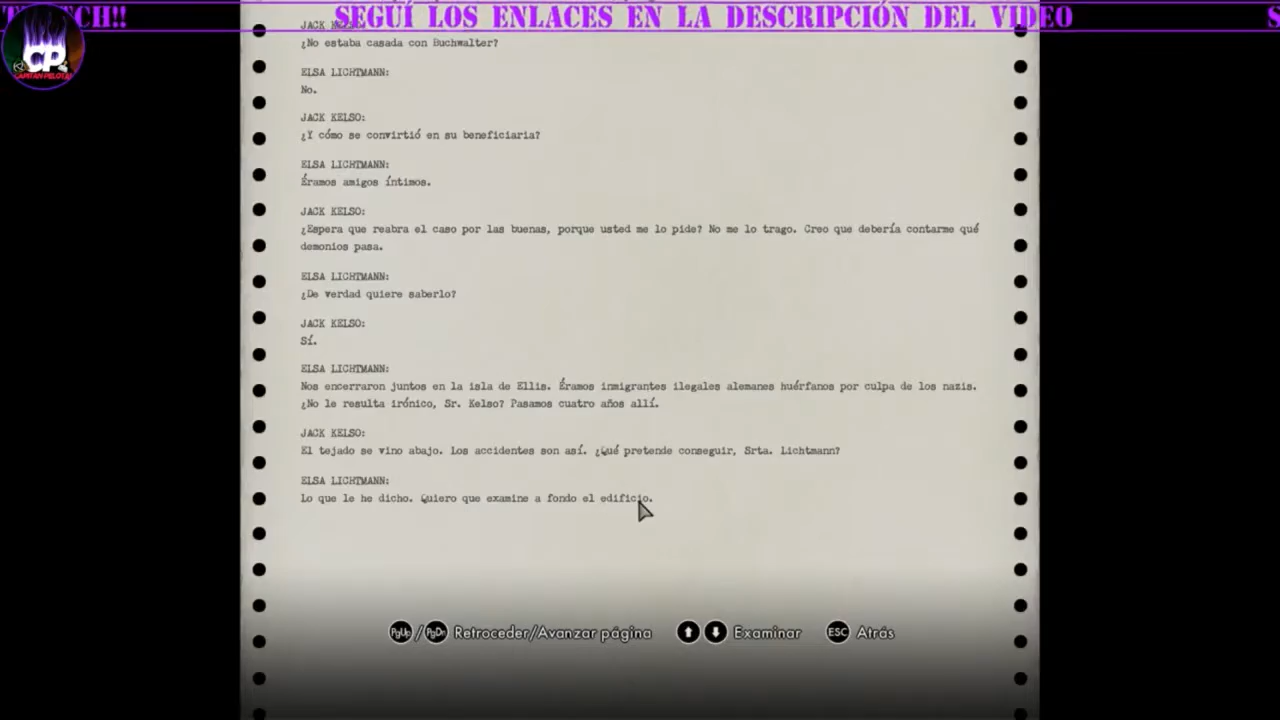 TECH!!
SEGUÍ LOS ENLACES EN LA DESCRIPCIÓN DEL VIDEO
S
CP
CAPITAN PELOTA
JACK KELSO:
¿No estaba casada con Buchwalter?
ELSA LICHTMANN:
No.
JACK KELSO:
¿Y cómo se convirtió en su beneficiaria?
ELSA LICHTMANN:
Éramos amigos íntimos.
JACK KELSO:
¿Espera que reabra el caso por las buenas, porque usted me lo pide? No me lo trago. Creo que debería contarme qué
demonios pasa.
ELSA LICHTMANN:
¿De verdad quiere saberlo?
JACK KELSO:
Sí.
ELSA LICHTMANN:
Nos encerraron juntos en la isla de Ellis. Éramos inmigrantes ilegales alemanes huérfanos por culpa de los nazis.
¿No le resulta irónico, Sr. Kelso? Pasamos cuatro años allí.
JACK KELSO:
El tejado se vino abajo. Los accidentes son así. ¿Qué pretende conseguir, Srta. Lichtmann?
ELSA LICHTMANN:
Lo que le he dicho. Quiero que examine a fondo el edificio.
PgUp / PgDn Retroceder/Avanzar página
Examinar
ESC Atrás